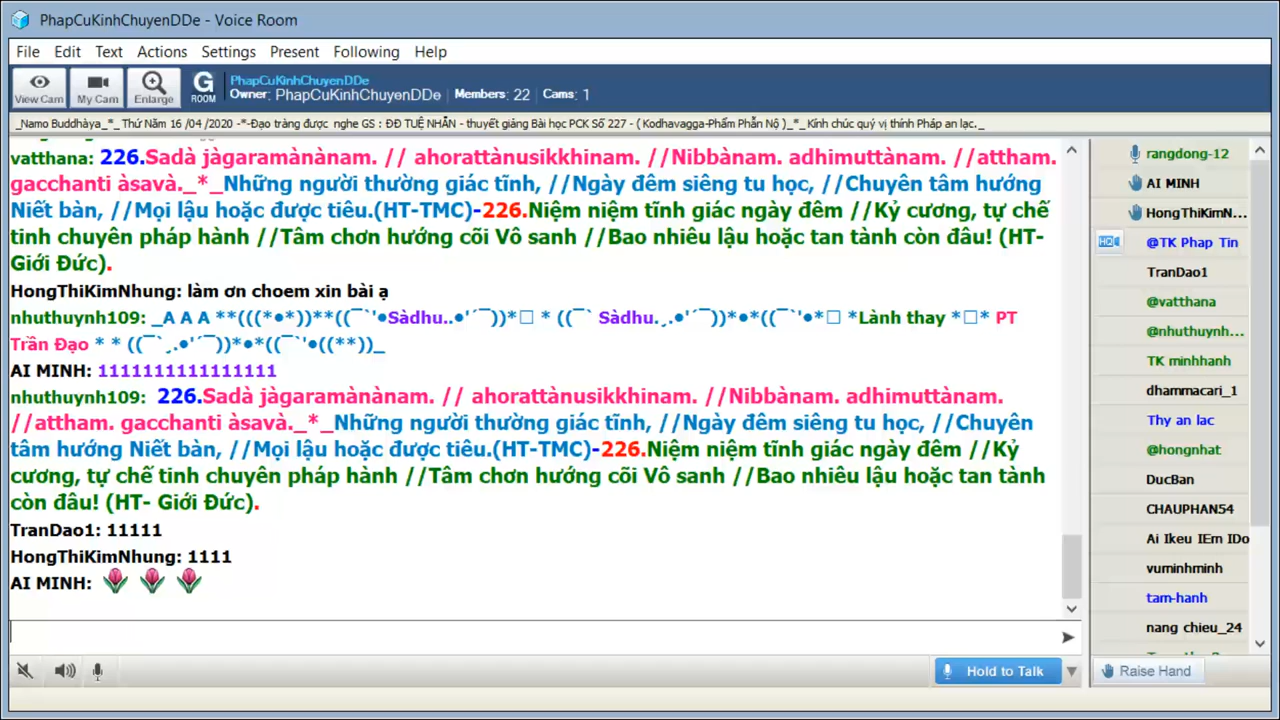 PhapCuKinhChuyenDDe - Voice Room
File Edit Text Actions Settings Present Following Help
View Cam My Cam Enlarge G ROOM
PhapCuKinhChuyenDDe
Owner: PhapCuKinhChuyenDDe Members: 22 Cams: 1
_Namo Buddhàya_*_ Thứ Năm 16 /04 /2020 -*-Đạo tràng được nghe GS : ĐĐ TUỆ NHẪN - thuyết giảng Bài học PCK Số 227 - ( Kodhavagga-Phẩm Phẫn Nộ )_*_ Kính chúc quý vị thính Pháp an lạc._
vatthana: 226.Sadà jàgaramànànam. // ahorattànusikkhinam. //Nibbànam. adhimuttànam. //attham.
gacchanti àsavà._*_Những người thường giác tĩnh, //Ngày đêm siêng tu học, //Chuyên tâm hướng
Niết bàn, //Mọi lậu hoặc được tiêu.(HT-TMC)-226.Niệm niệm tĩnh giác ngày đêm //Kỷ cương, tự chế
tinh chuyên pháp hành //Tâm chơn hướng cõi Vô sanh //Bao nhiêu lậu hoặc tan tành còn đâu! (HT-
Giới Đức).
HongThiKimNhung: làm ơn choem xin bài ạ
nhuthuynh109: _A A A **(((*•*))**((¯`'•Sàdhu..•'´¯))*□ * ((¯` Sàdhu.¸.•'´¯))*•*((¯`'•*□ *Lành thay *□* PT
Trần Đạo * * ((¯`¸.•'´¯))*•*((¯`'•((**))_
AI MINH: 1111111111111111
nhuthuynh109: 226.Sadà jàgaramànànam. // ahorattànusikkhinam. //Nibbànam. adhimuttànam.
//attham. gacchanti àsavà._*_Những người thường giác tĩnh, //Ngày đêm siêng tu học, //Chuyên
tâm hướng Niết bàn, //Mọi lậu hoặc được tiêu.(HT-TMC)-226.Niệm niệm tĩnh giác ngày đêm //Kỷ
cương, tự chế tinh chuyên pháp hành //Tâm chơn hướng cõi Vô sanh //Bao nhiêu lậu hoặc tan tành
còn đâu! (HT- Giới Đức).
TranDao1: 11111
HongThiKimNhung: 1111
AI MINH:
Hold to Talk
rangdong-12
AI MINH
HongThiKimN...
HD @TK Phap Tin
TranDao1
@vatthana
@nhuthuynh...
TK minhhanh
dhammacari_1
Thy an lac
@hongnhat
DucBan
CHAUPHAN54
Ai Ikeu IEm IDo
vuminhminh
tam-hanh
nang chieu_24
Raise Hand